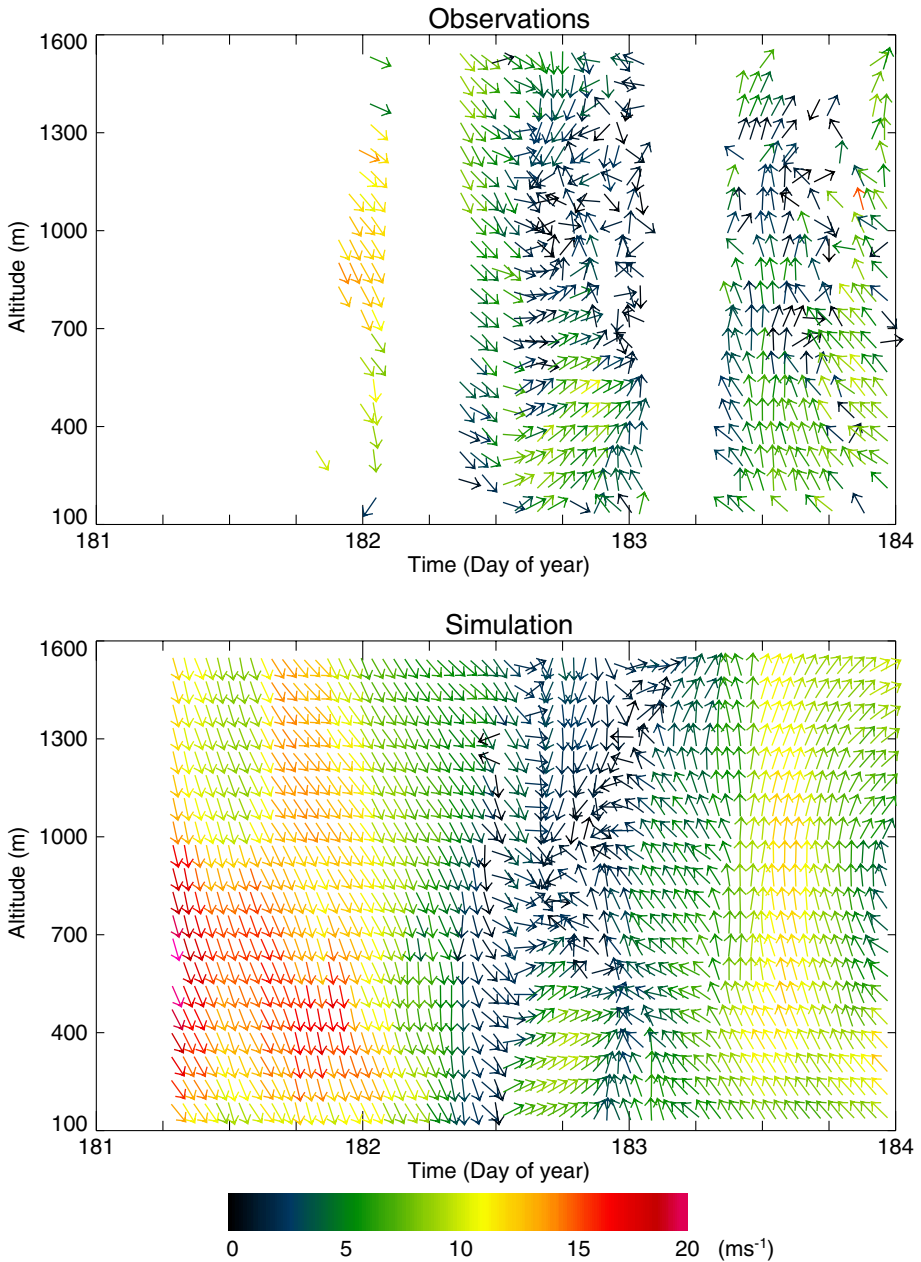 Observations
1600
1300
1000
700
400
100
Altitude (m)
181 182 183 184
Time (Day of year)
Simulation
1600
1300
1000
700
400
100
Altitude (m)
181 182 183 184
Time (Day of year)
0 5 10 15 20 (ms⁻¹)